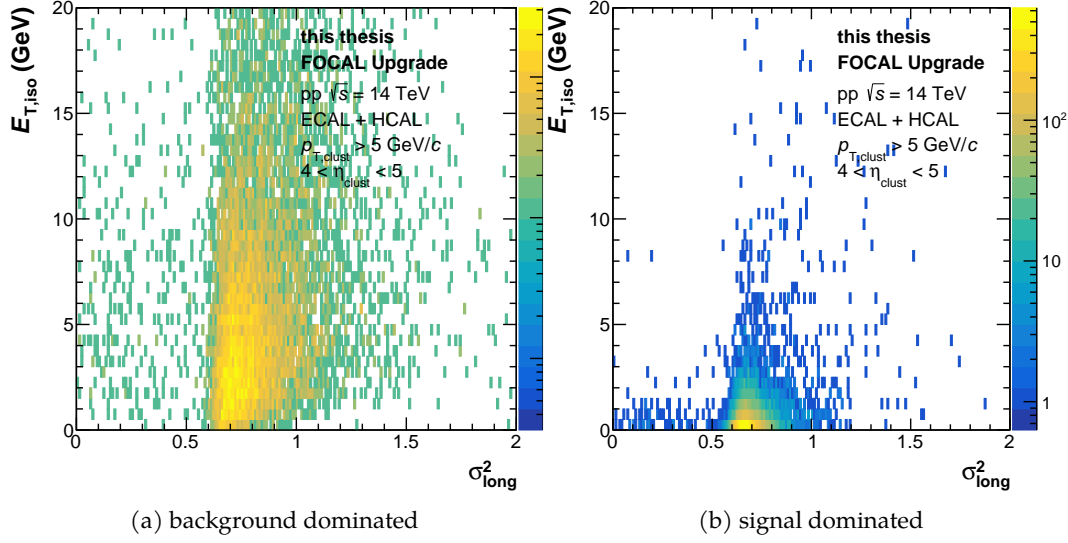 E_T,iso (GeV)
20
15
10
5
0
this thesis
FOCAL Upgrade
pp √s = 14 TeV
ECAL + HCAL
p_T,clust > 5 GeV/c
4 < η_clust < 5
0 0.5 1 1.5 2
σ²_long
(a) background dominated
E_T,iso (GeV)
20
15
10
5
0
this thesis
FOCAL Upgrade
pp √s = 14 TeV
ECAL + HCAL
p_T,clust > 5 GeV/c
4 < η_clust < 5
0 0.5 1 1.5 2
σ²_long
10²
10
1
(b) signal dominated